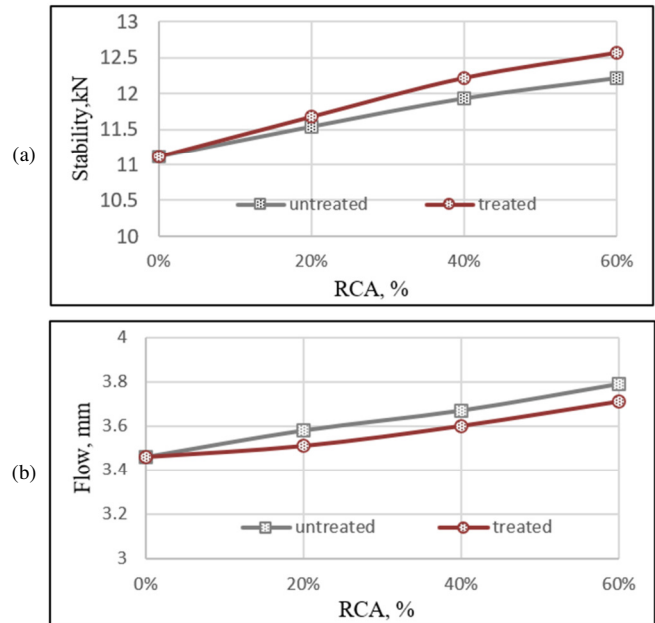 (a)
Stability,kN
13
12.5
12
11.5
11
10.5
10
untreated treated
0% 20% 40% 60%
RCA, %
(b)
Flow, mm
4
3.8
3.6
3.4
3.2
3
untreated treated
0% 20% 40% 60%
RCA, %